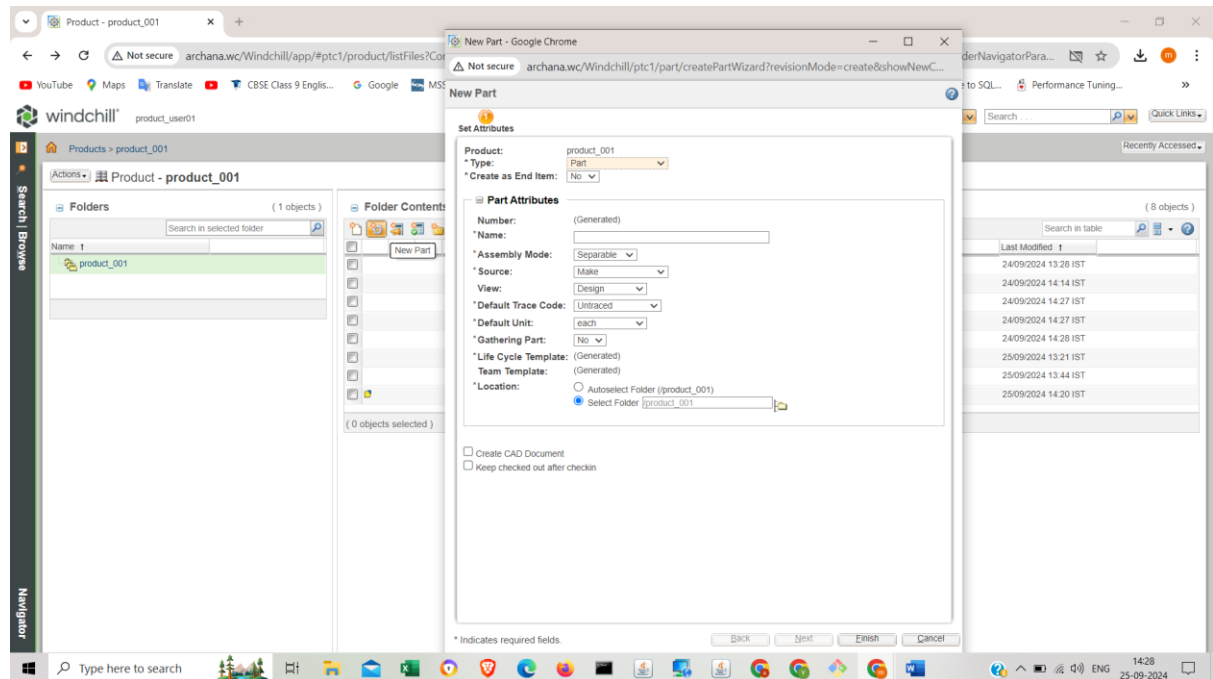 Product - product_001
New Part - Google Chrome
Not secure archana.wc/Windchill/app/#ptc1/product/listFiles?Cor
Not secure archana.wc/Windchill/ptc1/part/createPartWizard?revisionMode=create&showNewC...
derNavigatorPara...
YouTube Maps Translate CBSE Class 9 Englis... Google MSS
e to SQL... Performance Tuning...
New Part
windchill product_user01
Search . . . Quick Links
Set Attributes
Products > product_001
Recently Accessed
Actions Product - product_001
Search | Browse
Navigator
Folders ( 1 objects )
Search in selected folder
Name
product_001
Folder Contents
( 8 objects )
New Part
Search in table
Last Modified
24/09/2024 13:28 IST
24/09/2024 14:14 IST
24/09/2024 14:27 IST
24/09/2024 14:27 IST
24/09/2024 14:28 IST
25/09/2024 13:21 IST
25/09/2024 13:44 IST
25/09/2024 14:20 IST
( 0 objects selected )
Product: product_001
* Type: Part
* Create as End Item: No
Part Attributes
Number: (Generated)
*Name:
*Assembly Mode: Separable
*Source: Make
View: Design
*Default Trace Code: Untraced
*Default Unit: each
*Gathering Part: No
*Life Cycle Template: (Generated)
Team Template: (Generated)
*Location: Autoselect Folder (/product_001)
Select Folder /product_001
Create CAD Document
Keep checked out after checkin
* Indicates required fields. Back Next Finish Cancel
Type here to search
ENG
14:28
25-09-2024